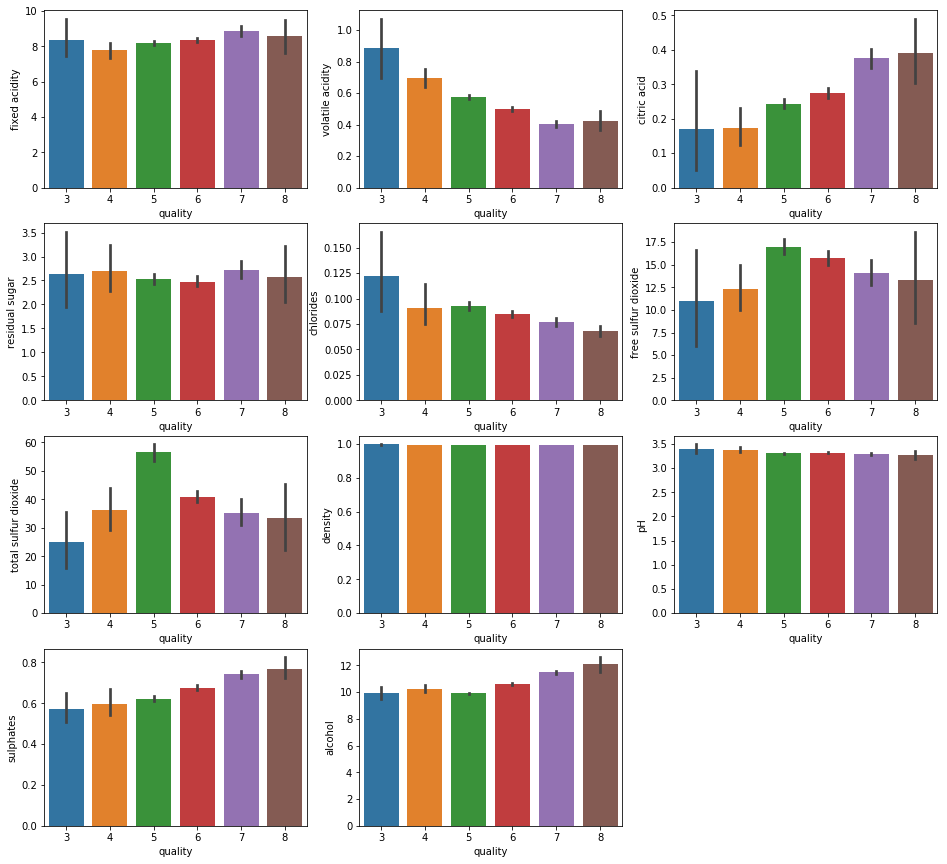 fixed acidity
10
8
6
4
2
0
3 4 5 6 7 8
quality
volatile acidity
1.0
0.8
0.6
0.4
0.2
0.0
3 4 5 6 7 8
quality
citric acid
0.5
0.4
0.3
0.2
0.1
0.0
3 4 5 6 7 8
quality
residual sugar
3.5
3.0
2.5
2.0
1.5
1.0
0.5
0.0
3 4 5 6 7 8
quality
chlorides
0.150
0.125
0.100
0.075
0.050
0.025
0.000
3 4 5 6 7 8
quality
free sulfur dioxide
17.5
15.0
12.5
10.0
7.5
5.0
2.5
0.0
3 4 5 6 7 8
quality
total sulfur dioxide
60
50
40
30
20
10
0
3 4 5 6 7 8
quality
density
1.0
0.8
0.6
0.4
0.2
0.0
3 4 5 6 7 8
quality
pH
3.5
3.0
2.5
2.0
1.5
1.0
0.5
0.0
3 4 5 6 7 8
quality
sulphates
0.8
0.6
0.4
0.2
0.0
3 4 5 6 7 8
quality
alcohol
12
10
8
6
4
2
0
3 4 5 6 7 8
quality